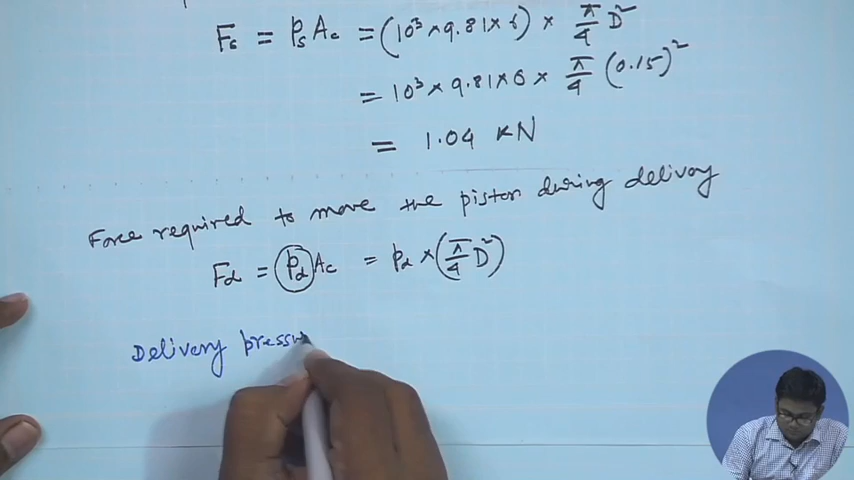 Fs = ps Ac = (10³ × 9.81 × 6) × π/4 D²
= 10³ × 9.81 × 6 × π/4 (0.15)²
= 1.04 KN
Force required to move the piston during delivery
Fd = pd Ac = pd × (π/4 D²)
Delivery pressu